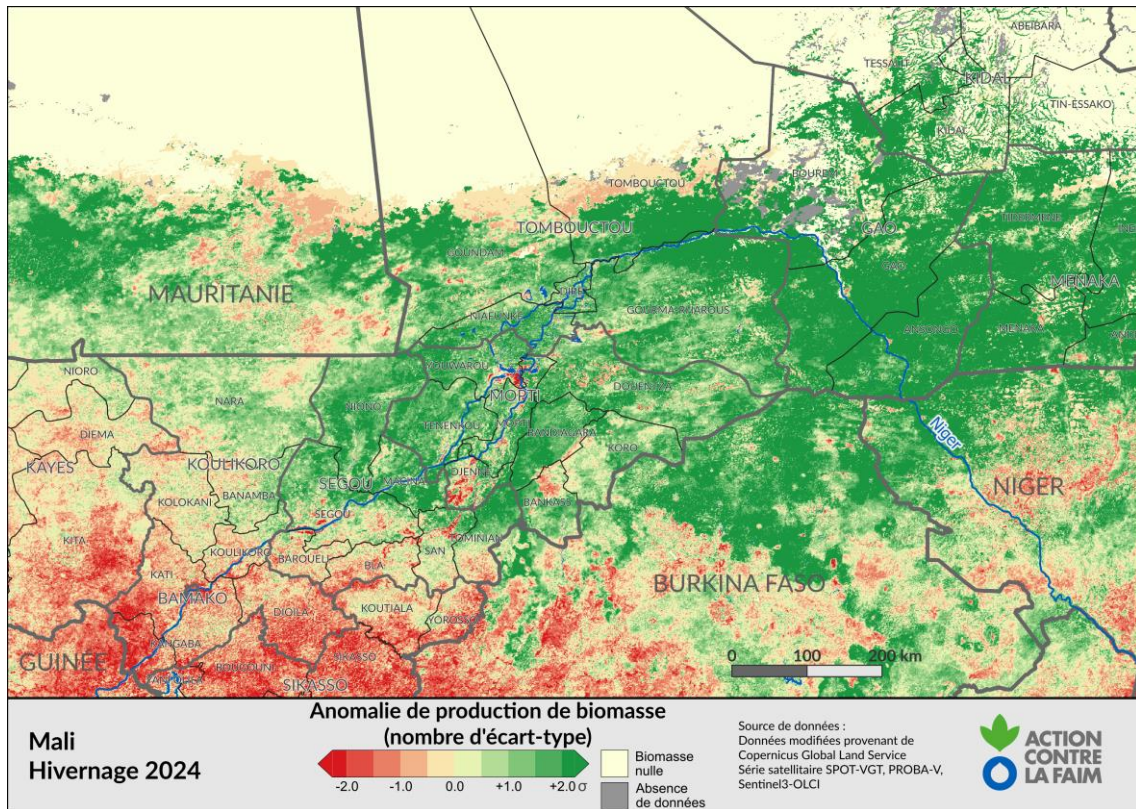 ABEIBARA
TESSALIT
KIDAL
TIN-ESSAKO
KIDAL
TOMBOUCTOU
BOUREM
TOMBOUCTOU
GAO
TIDERMENE
GOUNDAM
GAO
MENAKA
MAURITANIE
DIRE
NIAFUNKE
GOURMA-RHAROUS
ANSONGO
MENAKA
NIORO
YOUWAROU
DOUENTZA
NARA
NIONO
MOPTI
MOPTI
TENENKOU
DIEMA
BANDIAGARA
KORO
Niger
KAYES
KOULIKORO
DJENNE
NIGER
SEGOU
MACINA
KOLOKANI
BANAMBA
BANKASS
SEGOU
KITA
KOULIKORO
TOMINIAN
BAROUELI
SAN
BLA
KATI
BURKINA FASO
BAMAKO
DIOILA
KOUTIALA
YOROSSO
KANGABA
GUINÉE
SIKASSO
BOUGOUNI
SIKASSO
0 100 200 km
Mali
Hivernage 2024
Anomalie de production de biomasse
(nombre d'écart-type)
-2.0 -1.0 0.0 +1.0 +2.0 σ
Biomasse
nulle
Absence
de données
Source de données :
Données modifiées provenant de
Copernicus Global Land Service
Série satellitaire SPOT-VGT, PROBA-V,
Sentinel3-OLCI
ACTION
CONTRE
LA FAIM